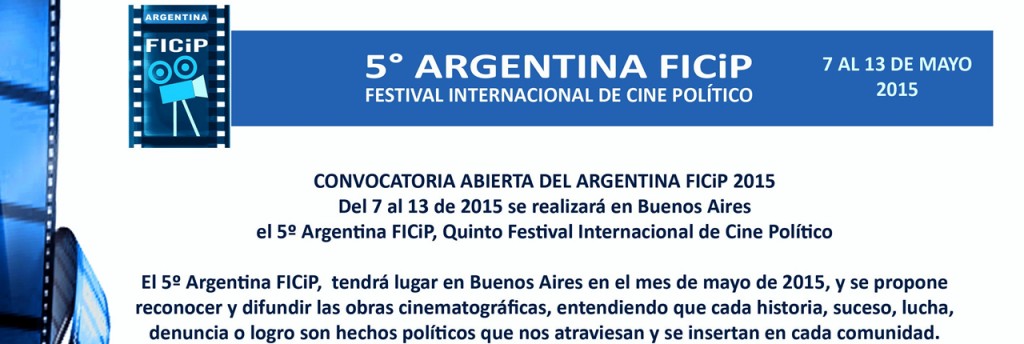 ARGENTINA
FICiP
5° ARGENTINA FICiP
FESTIVAL INTERNACIONAL DE CINE POLÍTICO
7 AL 13 DE MAYO
2015
CONVOCATORIA ABIERTA DEL ARGENTINA FICiP 2015
Del 7 al 13 de 2015 se realizará en Buenos Aires
el 5º Argentina FICiP, Quinto Festival Internacional de Cine Político
El 5º Argentina FICiP, tendrá lugar en Buenos Aires en el mes de mayo de 2015, y se propone
reconocer y difundir las obras cinematográficas, entendiendo que cada historia, suceso, lucha,
denuncia o logro son hechos políticos que nos atraviesan y se insertan en cada comunidad.